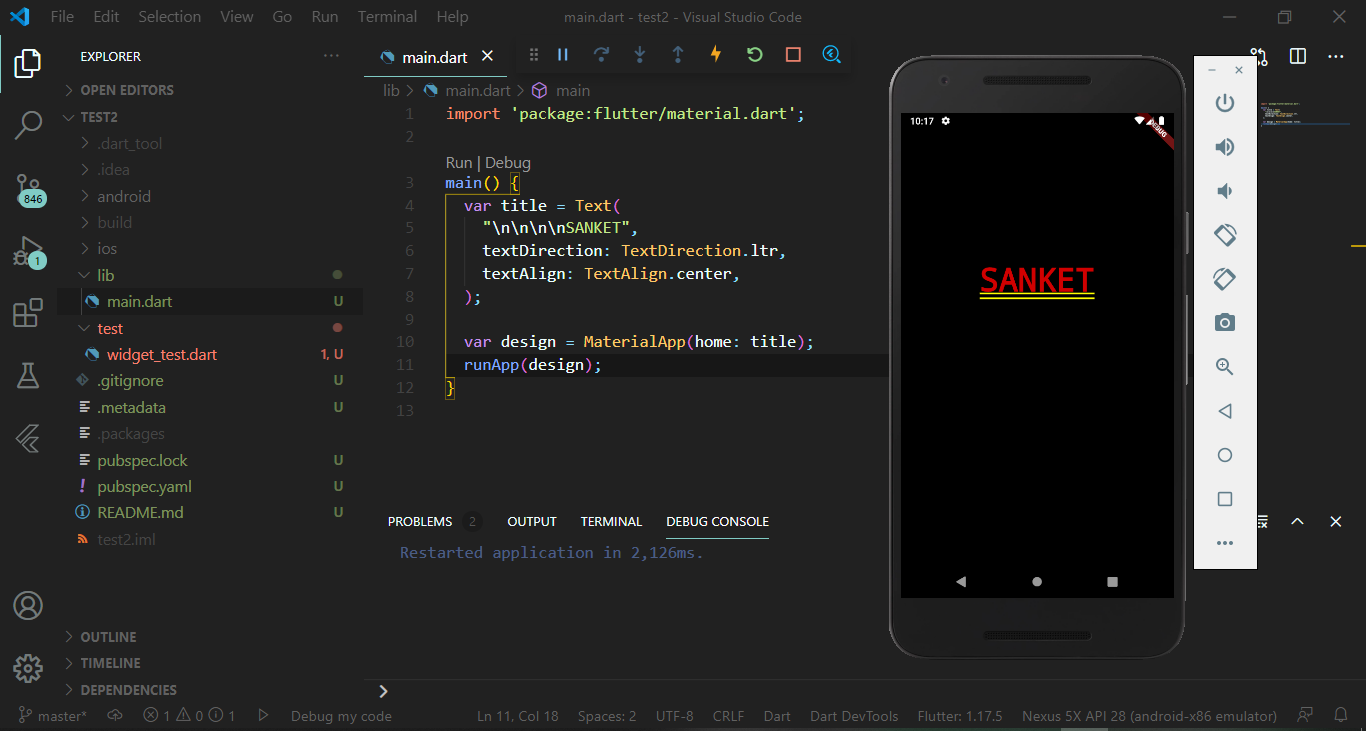 File Edit Selection View Go Run Terminal Help
main.dart - test2 - Visual Studio Code
EXPLORER
OPEN EDITORS
TEST2
.dart_tool
.idea
android
build
ios
lib
main.dart U
test
widget_test.dart 1, U
.gitignore U
.metadata U
.packages
pubspec.lock U
pubspec.yaml U
README.md U
test2.iml
OUTLINE
TIMELINE
DEPENDENCIES
846
1
main.dart
lib > main.dart > main
1 import 'package:flutter/material.dart';
2
Run | Debug
3 main() {
4 var title = Text(
5 "\n\n\n\nSANKET",
6 textDirection: TextDirection.ltr,
7 textAlign: TextAlign.center,
8 );
9
10 var design = MaterialApp(home: title);
11 runApp(design);
12 }
13
PROBLEMS 2 OUTPUT TERMINAL DEBUG CONSOLE
Restarted application in 2,126ms.
10:17
DEBUG
SANKET
master* 1 0 1 Debug my code
Ln 11, Col 18 Spaces: 2 UTF-8 CRLF Dart Dart DevTools Flutter: 1.17.5 Nexus 5X API 28 (android-x86 emulator)